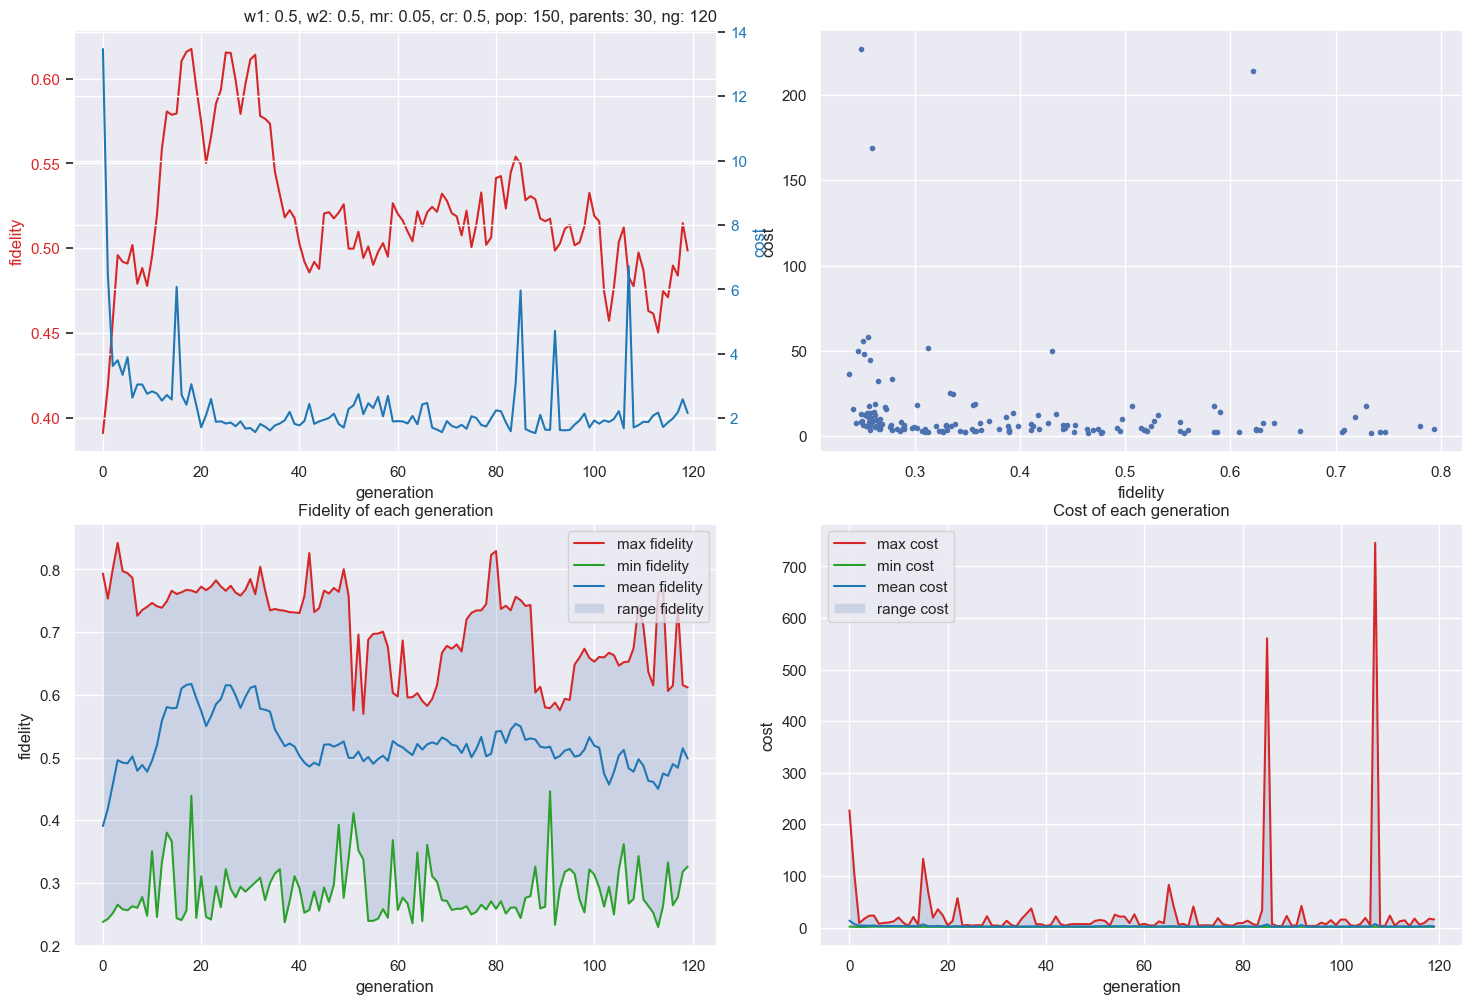 w1: 0.5, w2: 0.5, mr: 0.05, cr: 0.5, pop: 150, parents: 30, ng: 120
0.60
0.55
0.50
0.45
0.40
fidelity
14
12
10
8
6
4
2
cost
0 20 40 60 80 100 120
generation
200
150
100
50
0
cost
0.3 0.4 0.5 0.6 0.7 0.8
fidelity
Fidelity of each generation
max fidelity
min fidelity
mean fidelity
range fidelity
0.8
0.7
0.6
0.5
0.4
0.3
0.2
fidelity
0 20 40 60 80 100 120
generation
Cost of each generation
max cost
min cost
mean cost
range cost
700
600
500
400
300
200
100
0
cost
0 20 40 60 80 100 120
generation